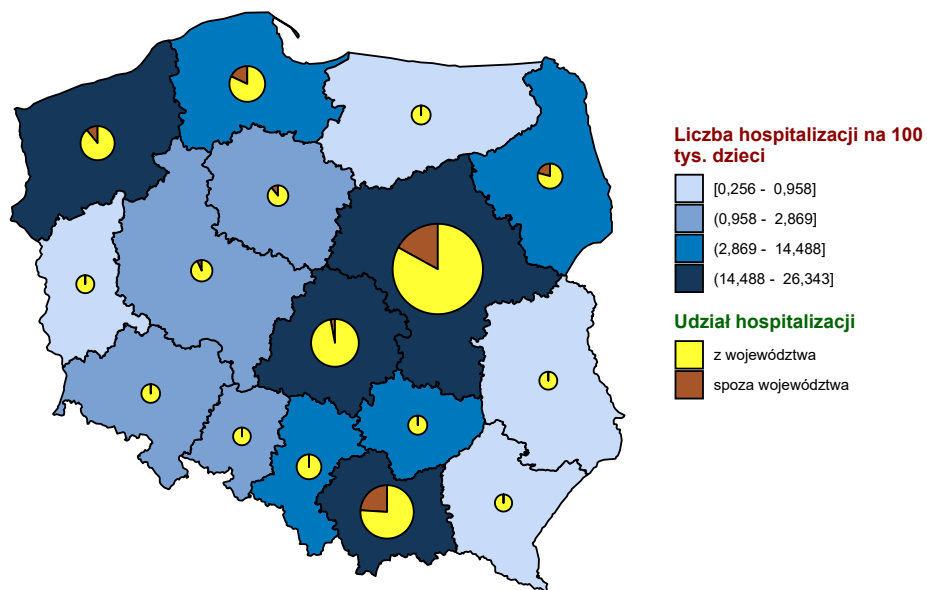 Liczba hospitalizacji na 100
tys. dzieci
[0,256 - 0,958]
(0,958 - 2,869]
(2,869 - 14,488]
(14,488 - 26,343]
Udział hospitalizacji
z województwa
spoza województwa